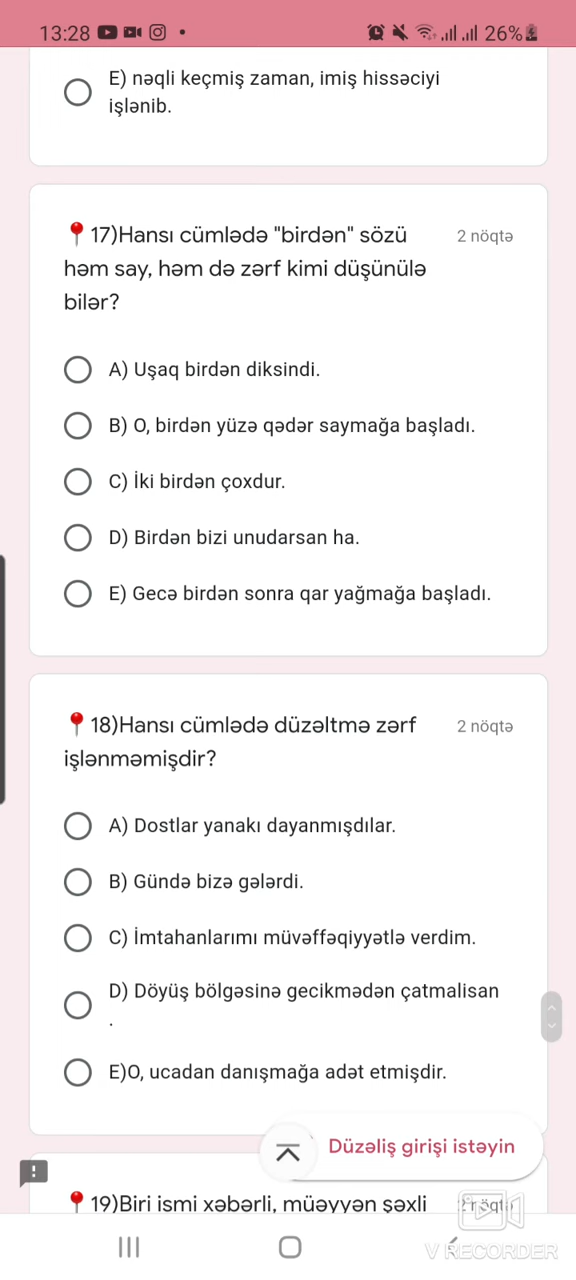 13:28
26%
E) nəqli keçmiş zaman, imiş hissəciyi
işlənib.
17)Hansı cümlədə "birdən" sözü
2 nöqtə
həm say, həm də zərf kimi düşünülə
bilər?
A) Uşaq birdən diksindi.
B) O, birdən yüzə qədər saymağa başladı.
C) İki birdən çoxdur.
D) Birdən bizi unudarsan ha.
E) Gecə birdən sonra qar yağmağa başladı.
18)Hansı cümlədə düzəltmə zərf
2 nöqtə
işlənməmişdir?
A) Dostlar yanakı dayanmışdılar.
B) Gündə bizə gələrdi.
C) İmtahanlarımı müvəffəqiyyətlə verdim.
D) Döyüş bölgəsinə gecikmədən çatmalisan
.
E)O, ucadan danışmağa adət etmişdir.
Düzəliş girişi istəyin
19)Biri ismi xəbərli, müəyyən şəxli
2 nöqtə
V RECORDER